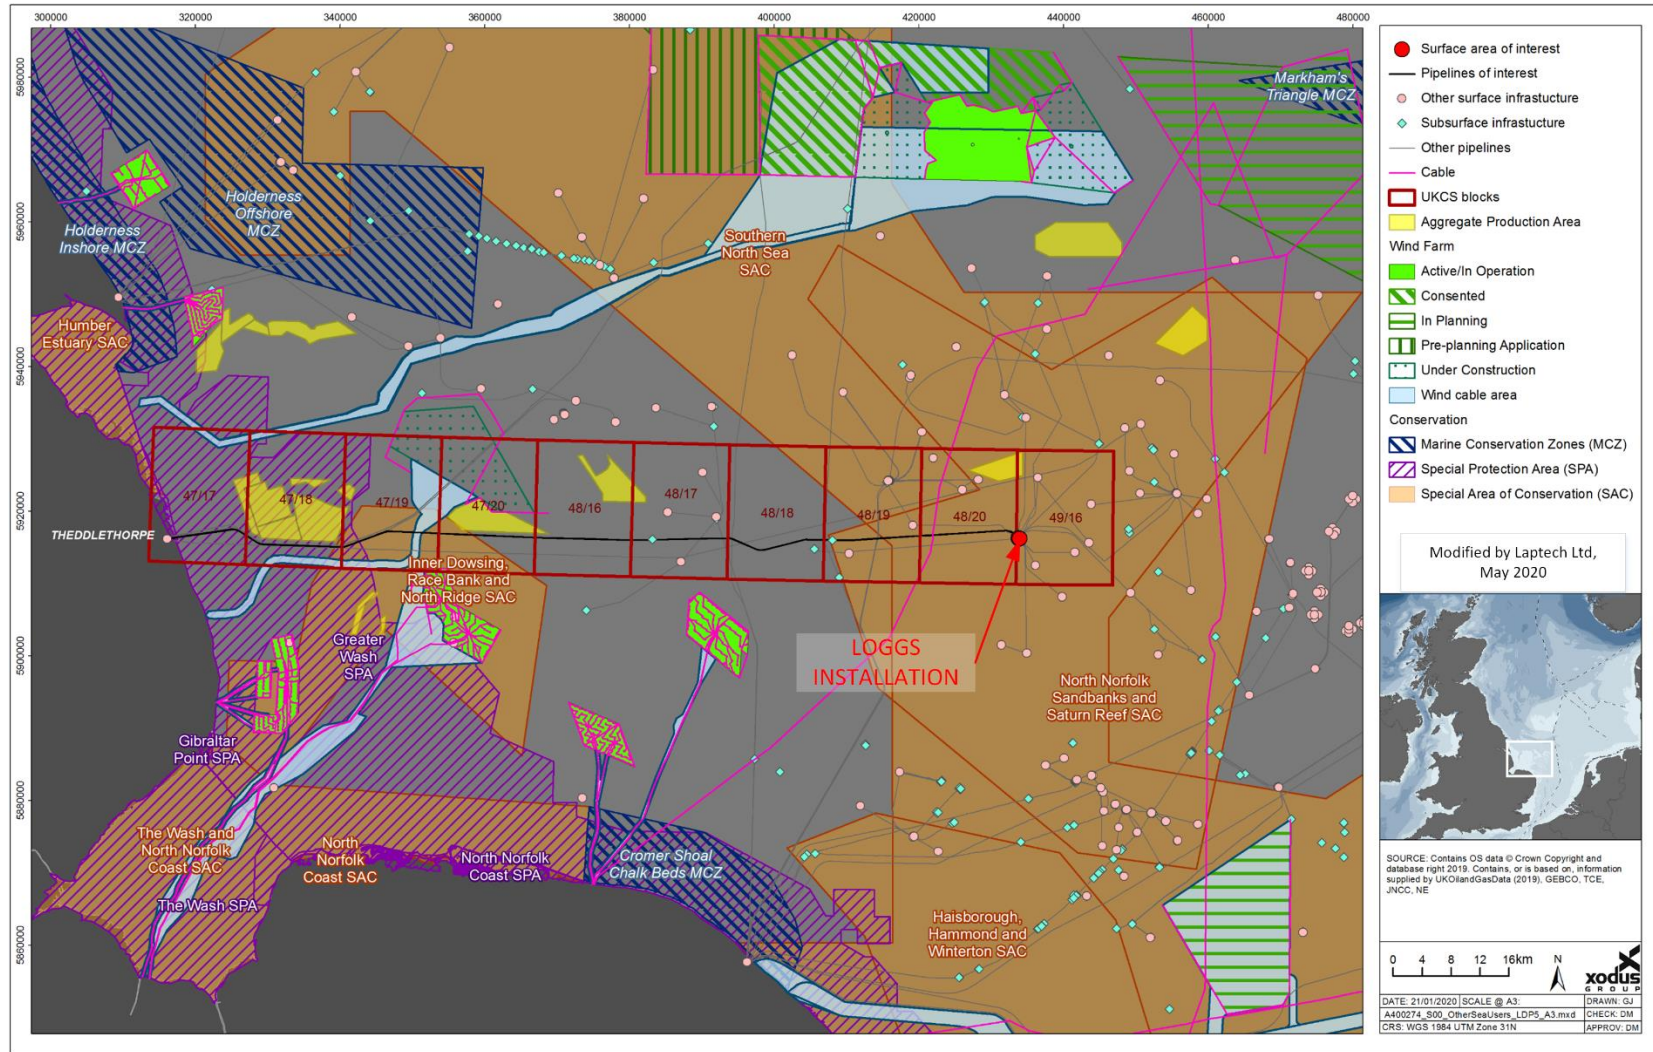 300000
320000
340000
360000
380000
400000
420000
440000
460000
480000
5980000
5960000
5940000
5920000
5900000
5880000
5860000
Markham's
Triangle MCZ
Holderness
Offshore
MCZ
Holderness
Inshore MCZ
Southern
North Sea
SAC
Humber
Estuary SAC
47/17
47/18
47/19
47/20
48/16
48/17
48/18
48/19
48/20
49/16
THEDDLETHORPE
Inner Dowsing,
Race Bank and
North Ridge SAC
Greater
Wash
SPA
LOGGS
INSTALLATION
North Norfolk
Sandbanks and
Saturn Reef SAC
Gibraltar
Point SPA
The Wash and
North Norfolk
Coast SAC
North
Norfolk
Coast SAC
North Norfolk
Coast SPA
Cromer Shoal
Chalk Beds MCZ
The Wash SPA
Haisborough,
Hammond and
Winterton SAC
Surface area of interest
Pipelines of interest
Other surface infrastucture
Subsurface infrastucture
Other pipelines
Cable
UKCS blocks
Aggregate Production Area
Wind Farm
Active/In Operation
Consented
In Planning
Pre-planning Application
Under Construction
Wind cable area
Conservation
Marine Conservation Zones (MCZ)
Special Protection Area (SPA)
Special Area of Conservation (SAC)
Modified by Laptech Ltd,
May 2020
SOURCE: Contains OS data © Crown Copyright and
database right 2019. Contains, or is based on, information
supplied by UKOilandGasData (2019), GEBCO, TCE,
JNCC, NE
0 4 8 12 16km
N
xodus
GROUP
DATE: 21/01/2020 SCALE @ A3: DRAWN: GJ
A400274_S00_OtherSeaUsers_LDP5_A3.mxd CHECK: DM
CRS: WGS 1984 UTM Zone 31N APPROV: DM